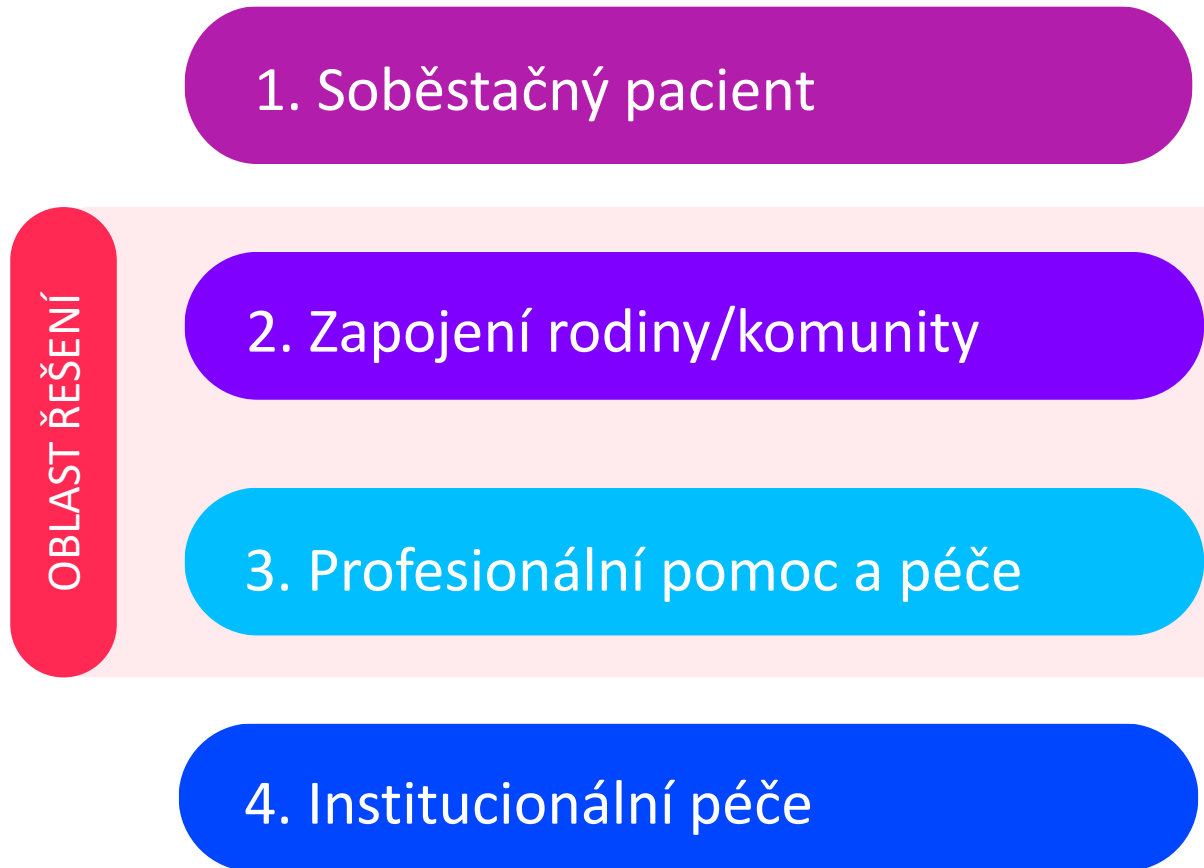 1. Soběstačný pacient
OBLAST ŘEŠENÍ
2. Zapojení rodiny/komunity
3. Profesionální pomoc a péče
4. Institucionální péče